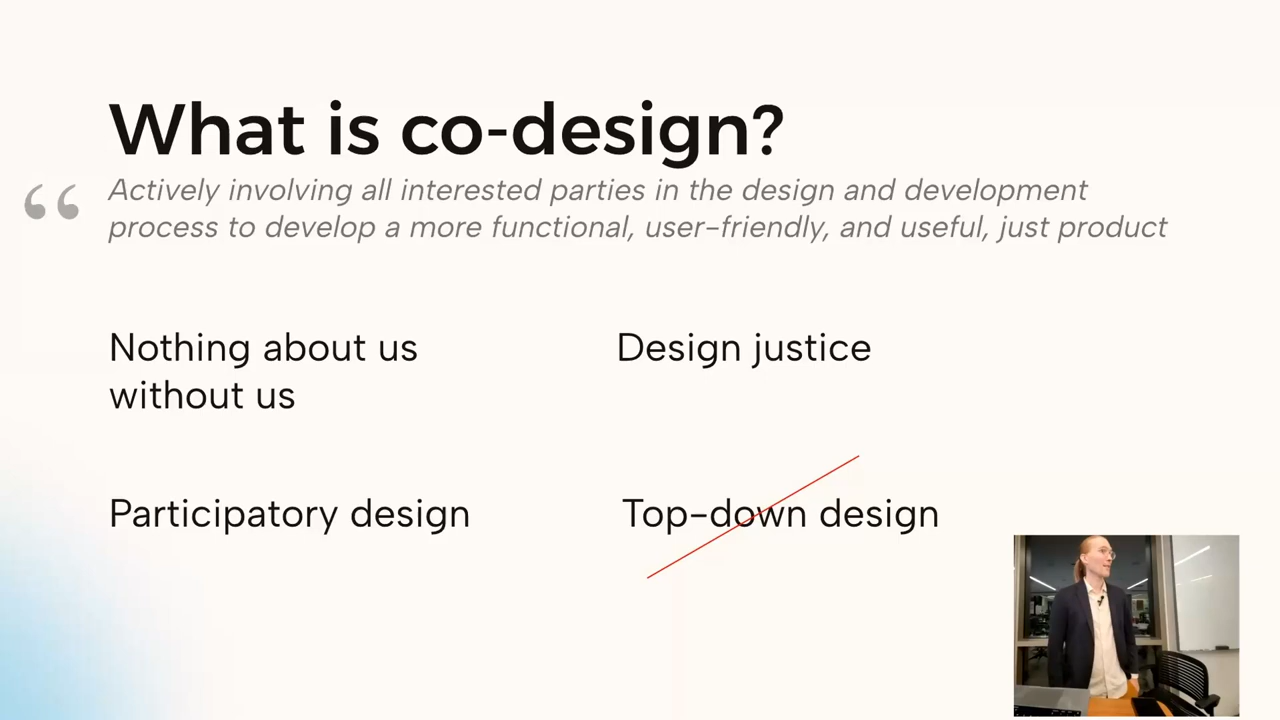 What is co-design?
“ Actively involving all interested parties in the design and development
process to develop a more functional, user-friendly, and useful, just product
Nothing about us
without us
Design justice
Participatory design
Top-down design